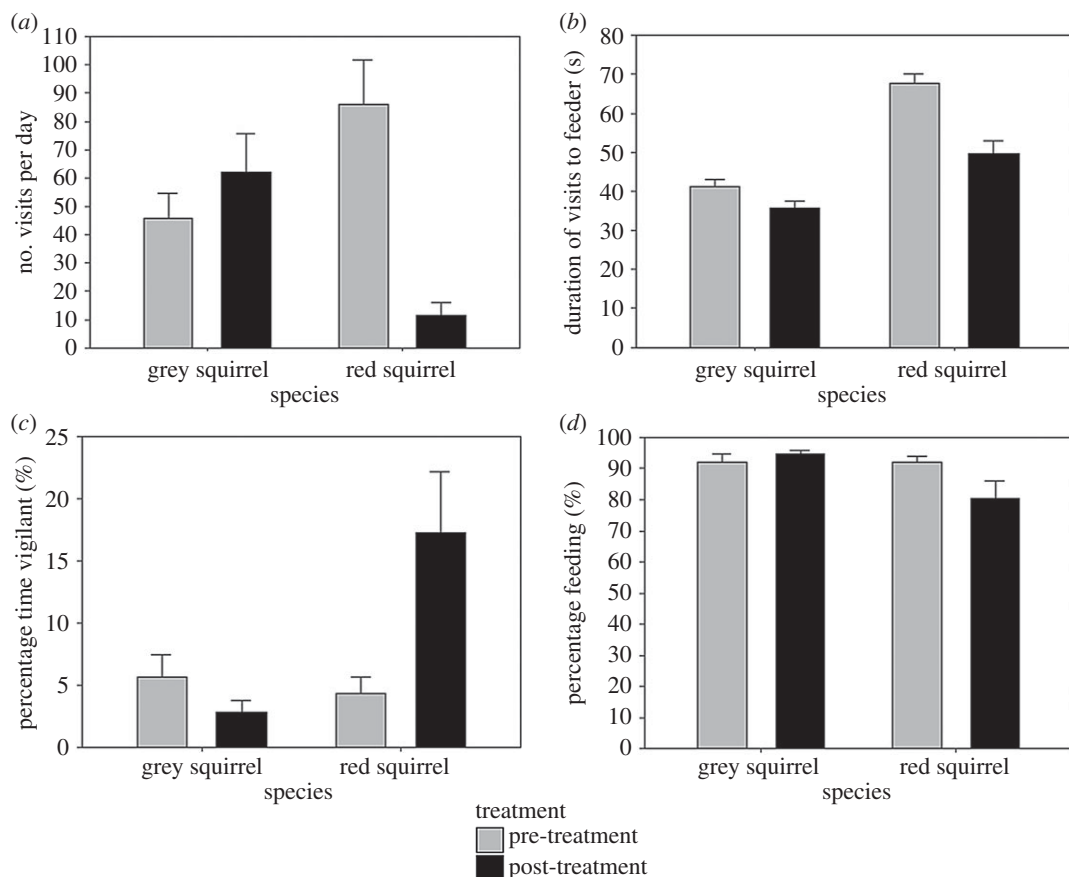 (a)
no. visits per day
110
100
90
80
70
60
50
40
30
20
10
0
grey squirrel red squirrel
species
(b)
duration of visits to feeder (s)
80
70
60
50
40
30
20
10
0
grey squirrel red squirrel
species
(c)
percentage time vigilant (%)
25
20
15
10
5
0
grey squirrel red squirrel
species
(d)
percentage feeding (%)
100
90
80
70
60
50
40
30
20
10
0
grey squirrel red squirrel
species
treatment
pre-treatment
post-treatment